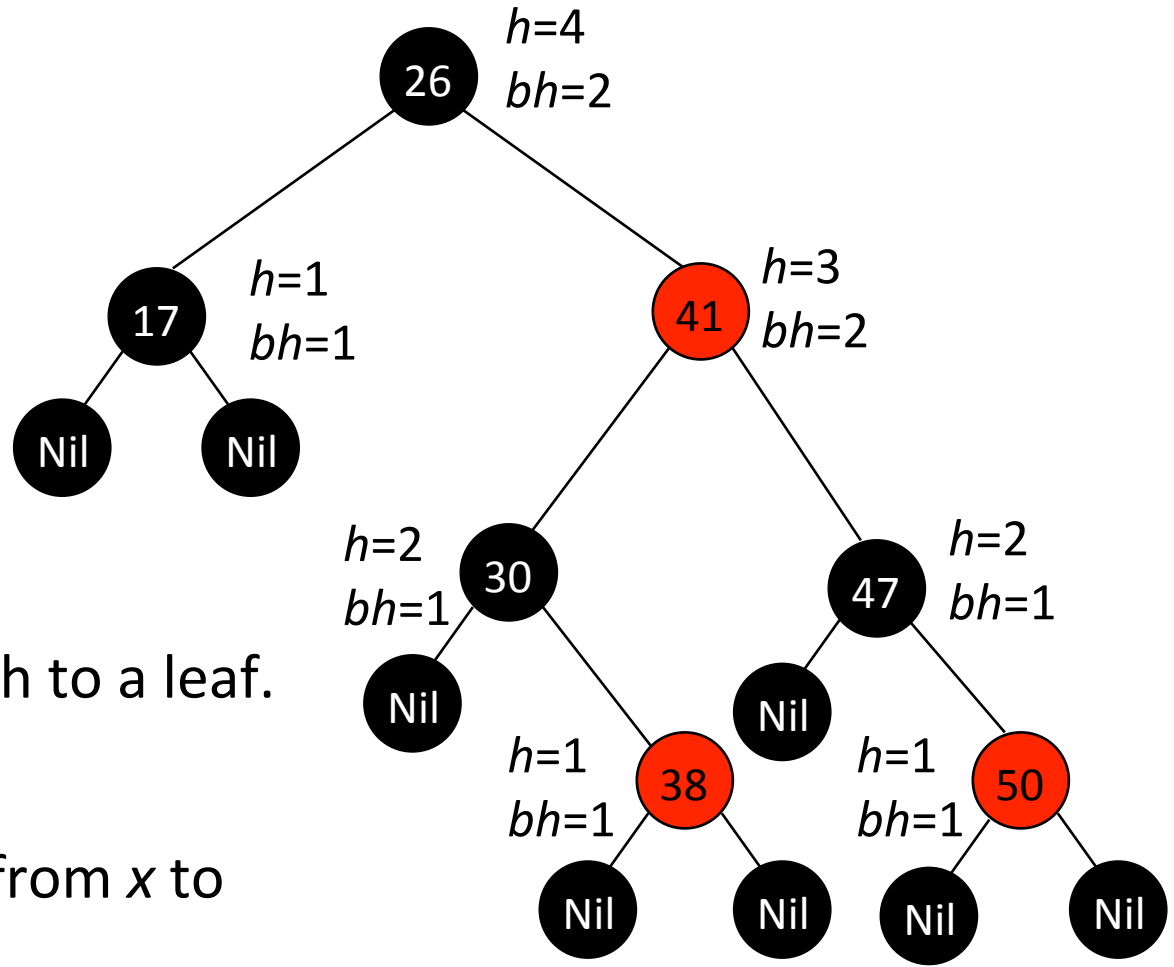 h=4
26
bh=2
h=1
17
bh=1
h=3
41
bh=2
Nil
Nil
h=2
30
bh=1
h=2
47
bh=1
h to a leaf.
Nil
Nil
h=1
38
bh=1
h=1
50
bh=1
from x to
Nil
Nil
Nil
Nil